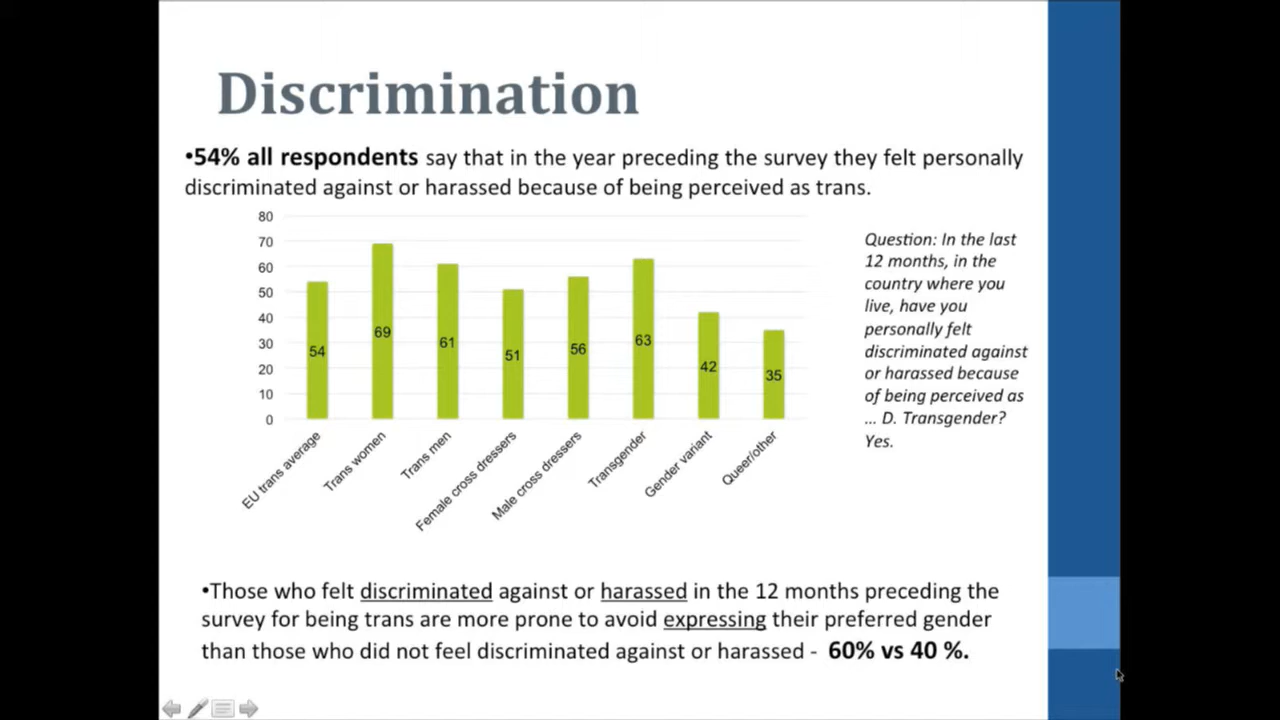 Discrimination
•54% all respondents say that in the year preceding the survey they felt personally
discriminated against or harassed because of being perceived as trans.
80
70
60
50
40
30
20
10
0
54
69
61
51
56
63
42
35
EU trans average
Trans women
Trans men
Female cross dressers
Male cross dressers
Transgender
Gender variant
Queer/other
Question: In the last
12 months, in the
country where you
live, have you
personally felt
discriminated against
or harassed because
of being perceived as
... D. Transgender?
Yes.
•Those who felt discriminated against or harassed in the 12 months preceding the
survey for being trans are more prone to avoid expressing their preferred gender
than those who did not feel discriminated against or harassed - 60% vs 40 %.